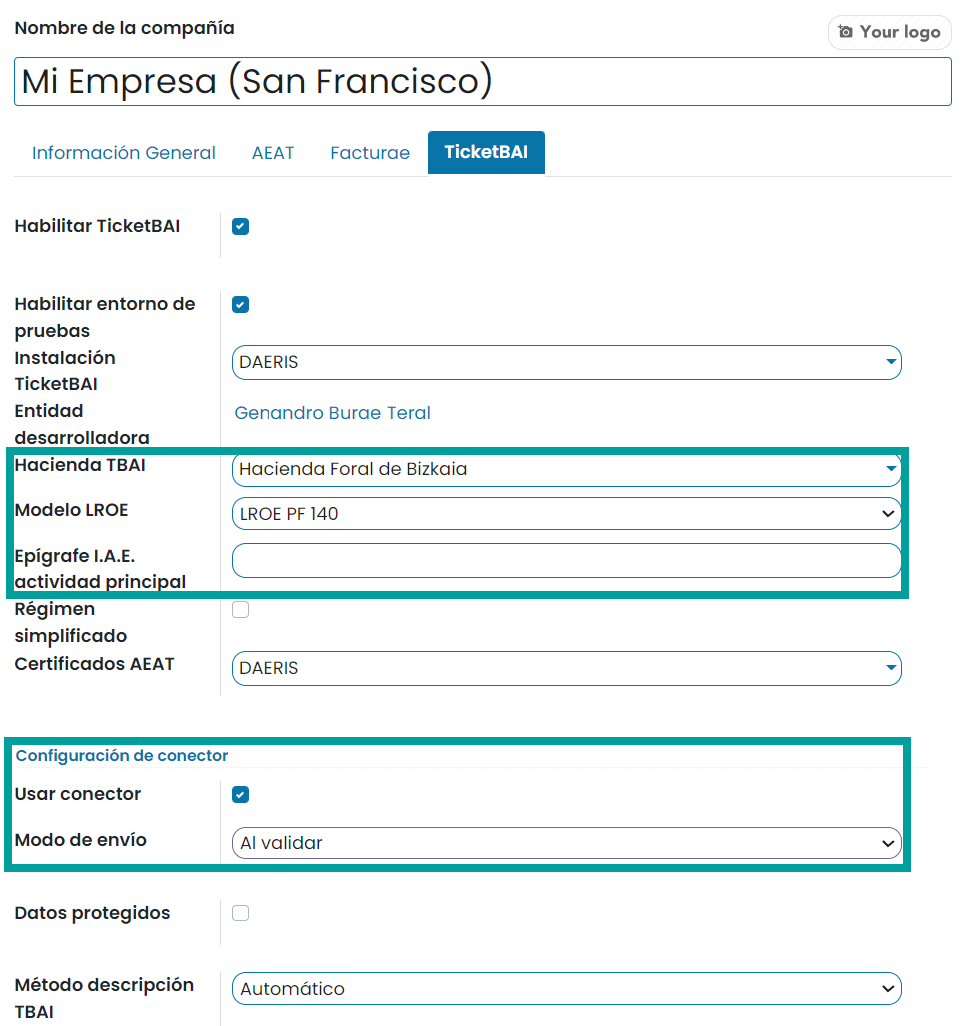 Nombre de la compañía
Your logo
Mi Empresa (San Francisco)
Información General AEAT Facturae TicketBAI
Habilitar TicketBAI
Habilitar entorno de
pruebas
Instalación
TicketBAI
DAERIS
Entidad
desarrolladora
Genandro Burae Teral
Hacienda TBAI
Hacienda Foral de Bizkaia
Modelo LROE
LROE PF 140
Epígrafe I.A.E.
actividad principal
Régimen
simplificado
Certificados AEAT
DAERIS
Configuración de conector
Usar conector
Modo de envío
Al validar
Datos protegidos
Método descripción
TBAI
Automático